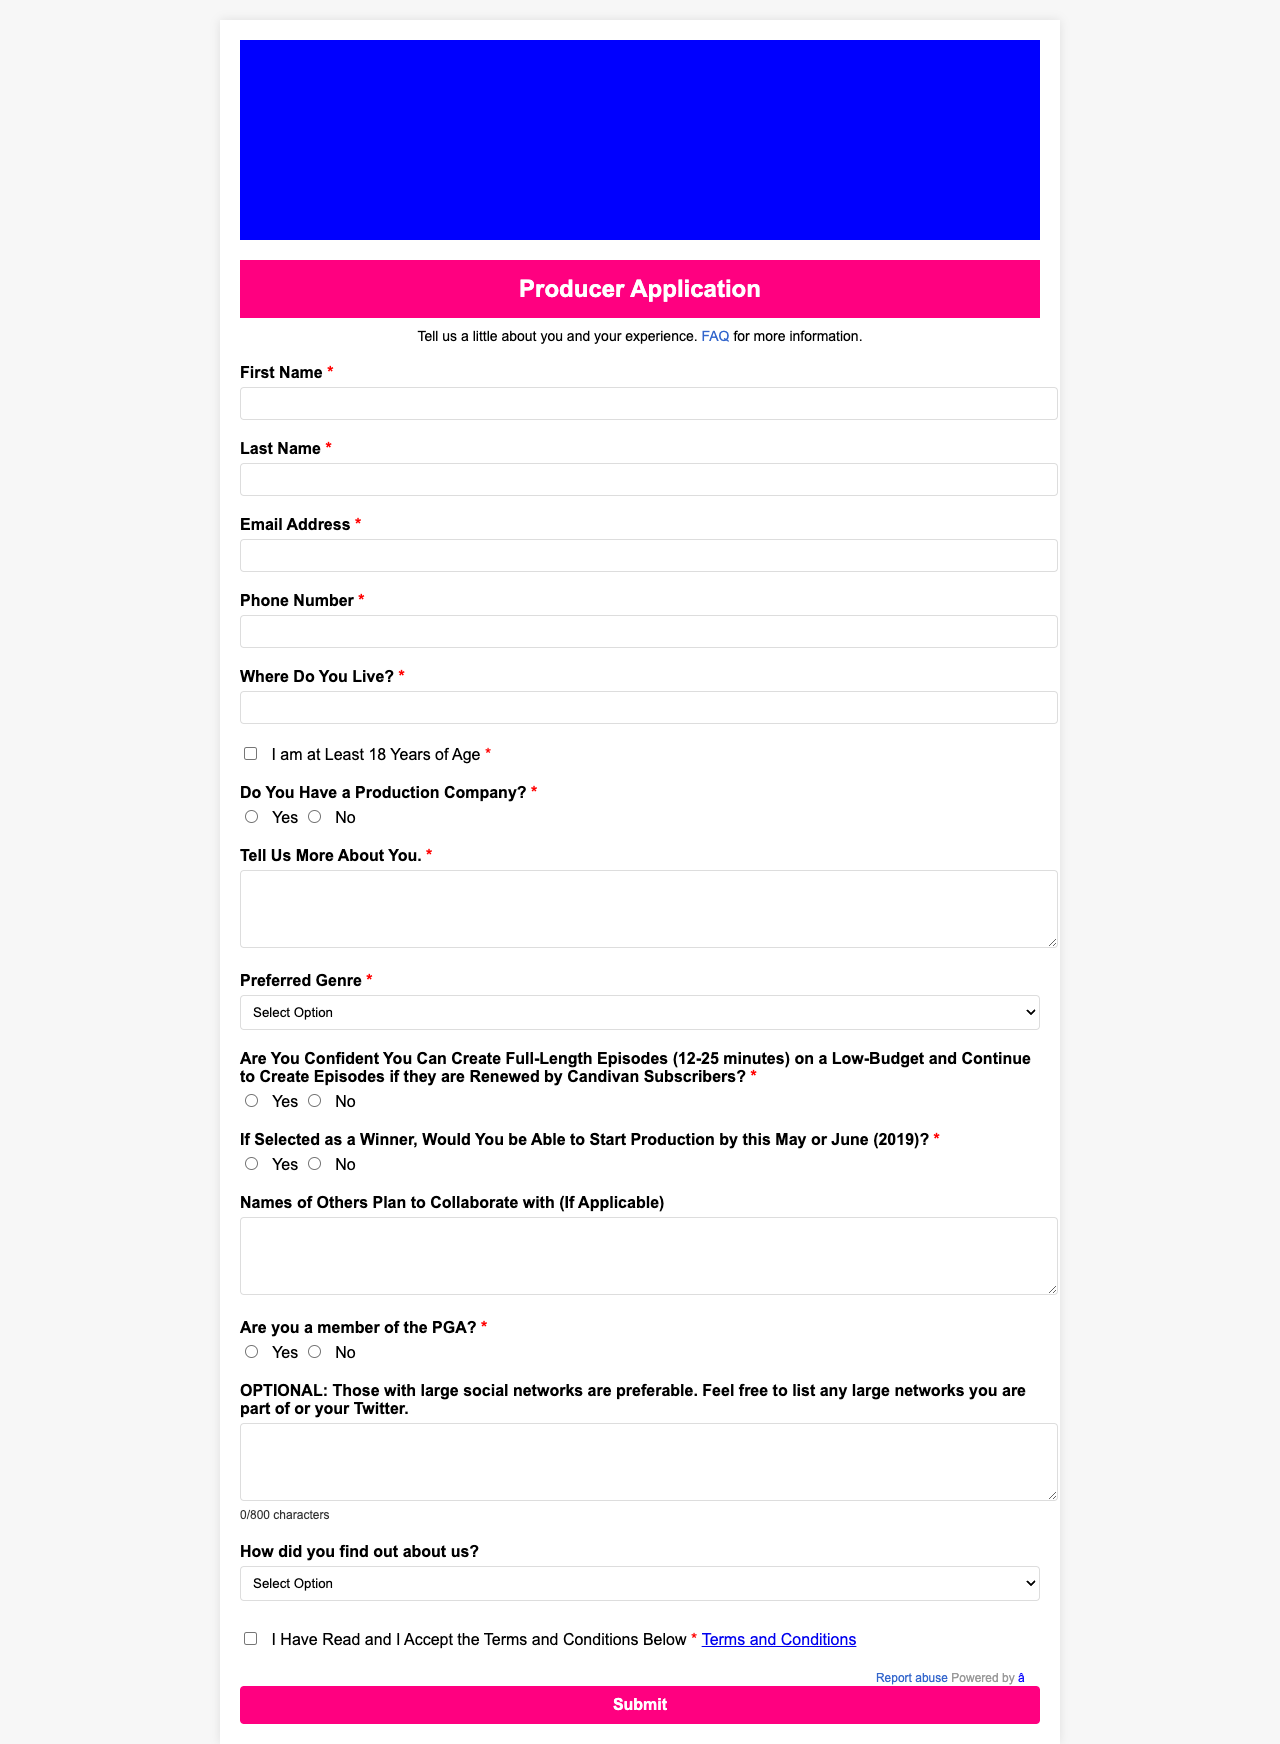 Producer Application
Tell us a little about you and your experience. FAQ for more information.
First Name *
Last Name *
Email Address *
Phone Number *
Where Do You Live? *
I am at Least 18 Years of Age *
Do You Have a Production Company? *
Yes No
Tell Us More About You. *
Preferred Genre *
Select Option
Are You Confident You Can Create Full-Length Episodes (12-25 minutes) on a Low-Budget and Continue
to Create Episodes if they are Renewed by Candivan Subscribers? *
Yes No
If Selected as a Winner, Would You be Able to Start Production by this May or June (2019)? *
Yes No
Names of Others Plan to Collaborate with (If Applicable)
Are you a member of the PGA? *
Yes No
OPTIONAL: Those with large social networks are preferable. Feel free to list any large networks you are
part of or your Twitter.
0/800 characters
How did you find out about us?
Select Option
I Have Read and I Accept the Terms and Conditions Below * Terms and Conditions
Report abuse Powered by â
Submit